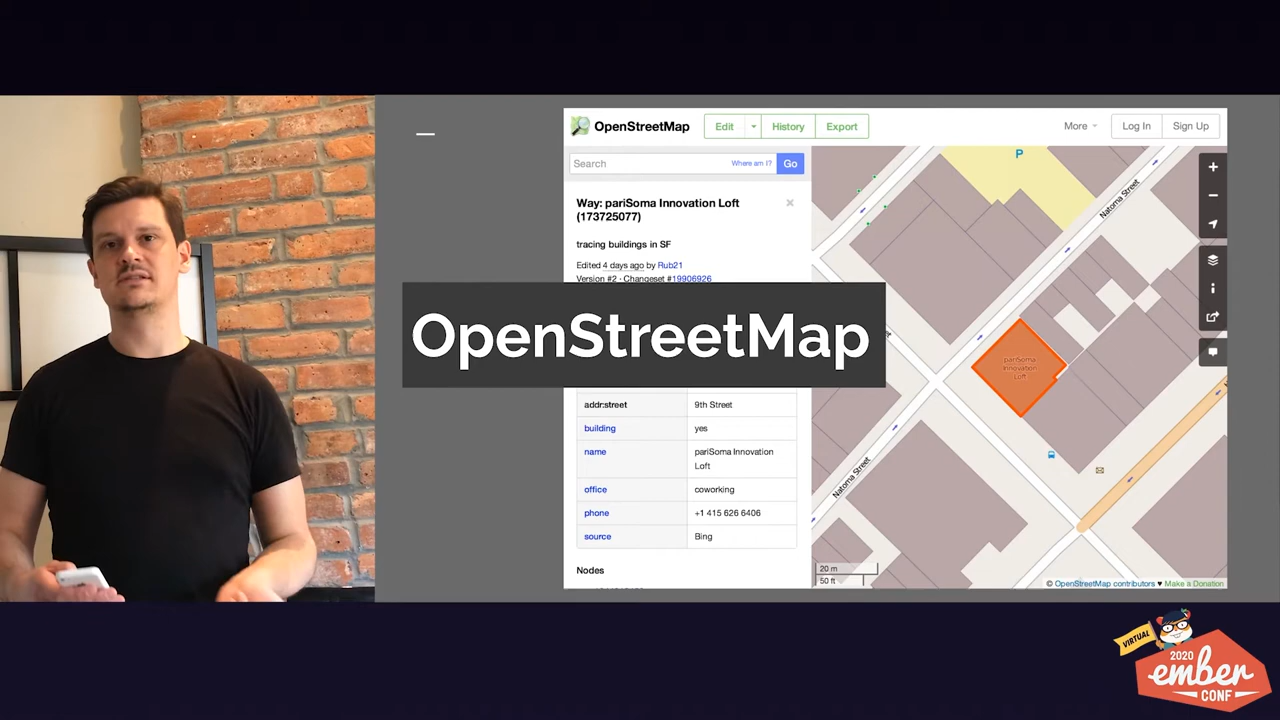 OpenStreetMap
Edit
History
Export
More
Log In
Sign Up
Search
Where am I?
Go
Way: pariSoma Innovation Loft
(173725077)
tracing buildings in SF
Edited 4 days ago by Rub21
Version #2 · Changeset #19906926
OpenStreetMap
addr:street 9th Street
building yes
name pariSoma Innovation
Loft
office coworking
phone +1 415 626 6406
source Bing
Nodes
P
Natoma Street
pariSoma
Innovation
Loft
Natoma Street
20 m
50 ft
© OpenStreetMap contributors ♥ Make a Donation
VIRTUAL
2020
ember
CONF